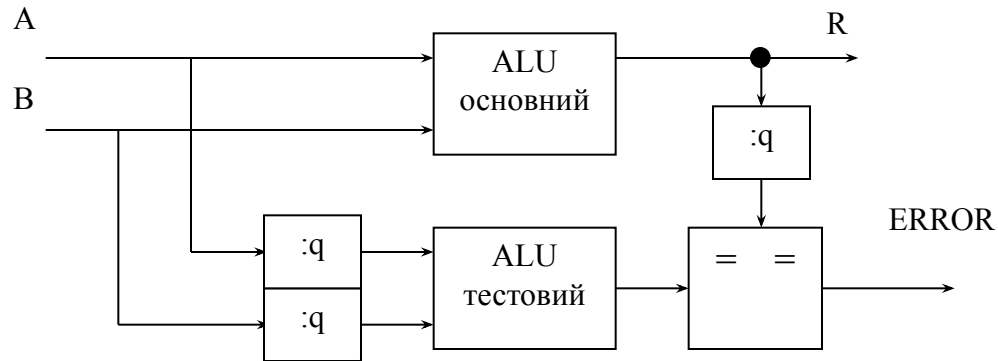 A
R
ALU
основний
B
:q
ERROR
:q
ALU
тестовий
= =
:q